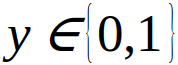 y ∈ {0,1}